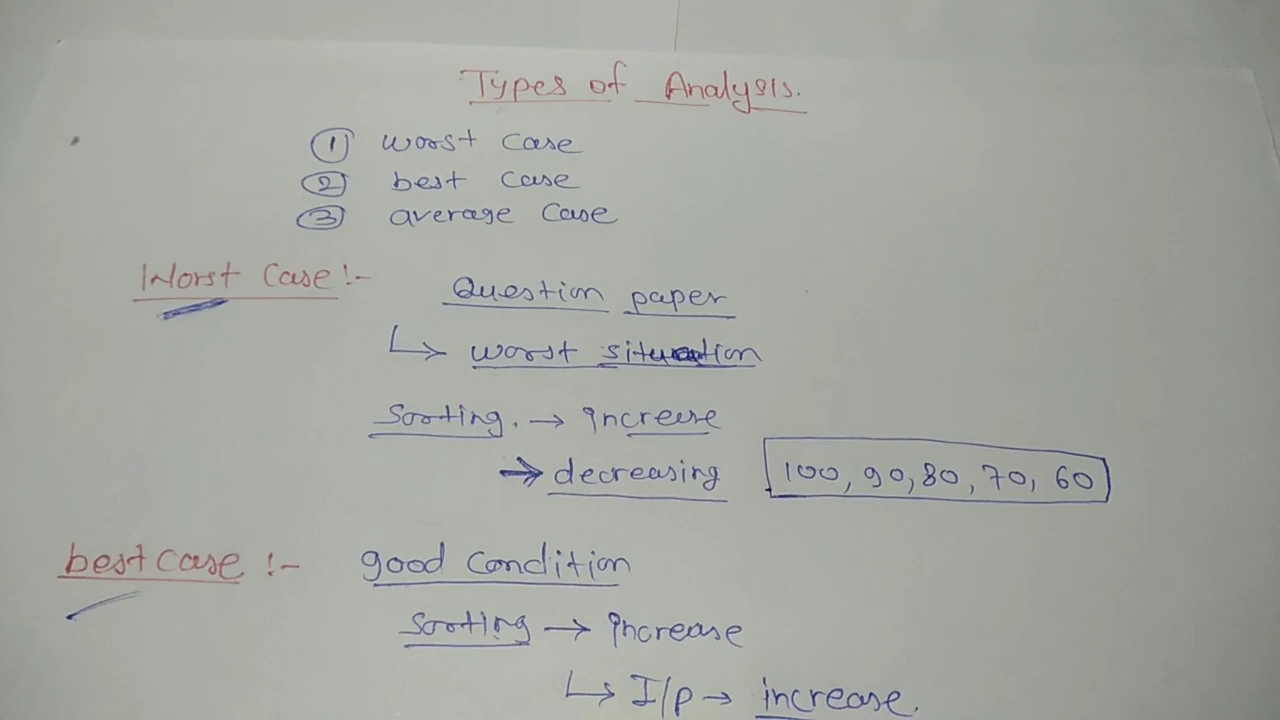 Types of Analysis.
① worst case
② best case
③ average case
Worst Case :-
Question paper
↳ worst situation
Sorting. → increase
→ decreasing 100, 90, 80, 70, 60
best case :- good condition
Sorting → increase
↳ I/p → increase.